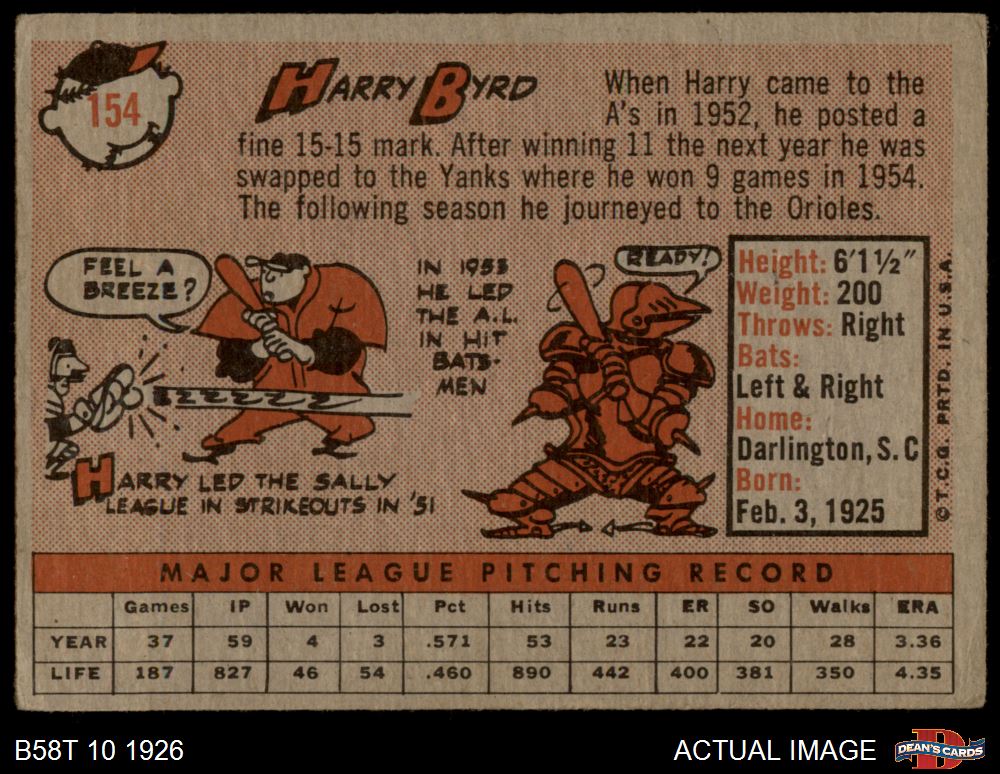 154
HARRY BYRD
When Harry came to the
A's in 1952, he posted a
fine 15-15 mark. After winning 11 the next year he was
swapped to the Yanks where he won 9 games in 1954.
The following season he journeyed to the Orioles.
FEEL A
BREEZE?
HARRY LED THE SALLY
LEAGUE IN STRIKEOUTS IN '51
IN 1953
HE LED
THE A.L.
IN HIT
BATS-
MEN
READY!
Height: 6'1½"
Weight: 200
Throws: Right
Bats:
Left & Right
Home:
Darlington, S. C
Born:
Feb. 3, 1925
© T.C.G. PRTD. IN U.S.A.
MAJOR LEAGUE PITCHING RECORD
Games IP Won Lost Pct Hits Runs ER SO Walks ERA
YEAR 37 59 4 3 .571 53 23 22 20 28 3.36
LIFE 187 827 46 54 .460 890 442 400 381 350 4.35
B58T 10 1926
ACTUAL IMAGE
DEAN'S CARDS